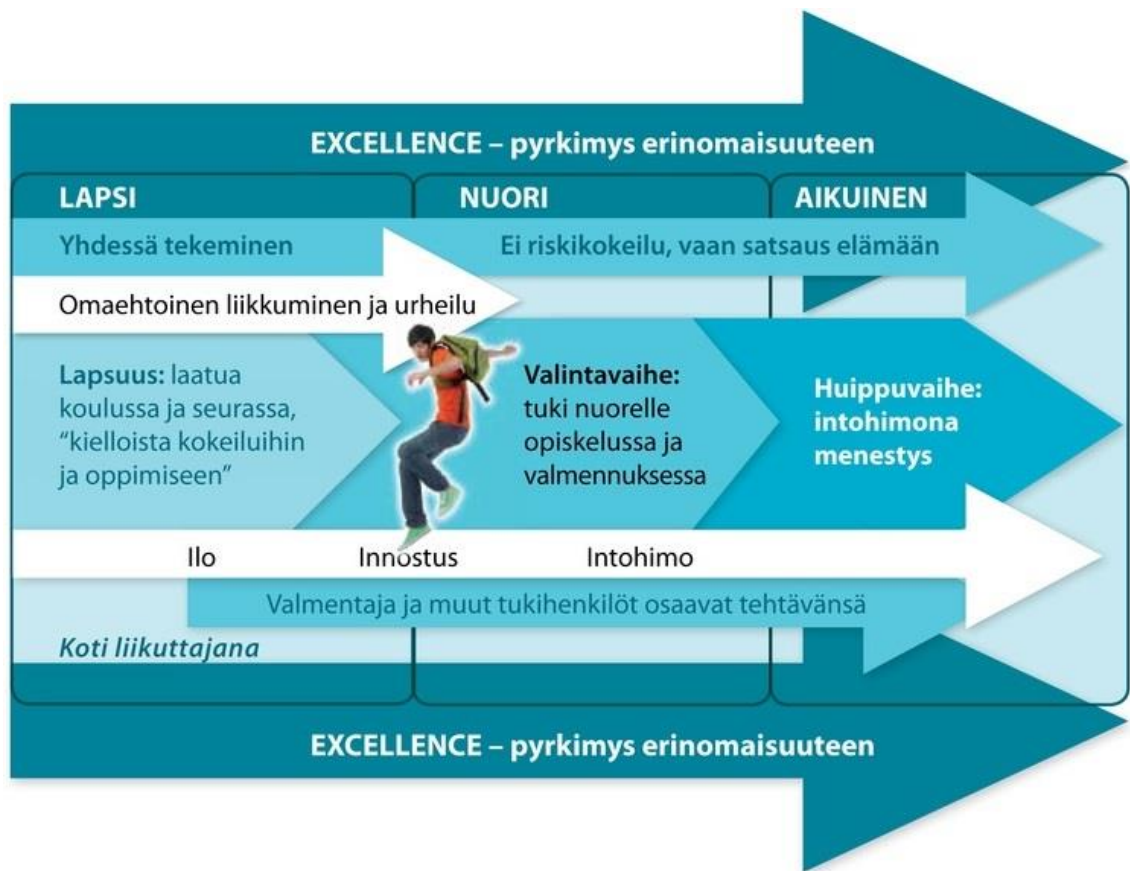 EXCELLENCE – pyrkimys erinomaisuuteen
LAPSI
NUORI
AIKUINEN
Yhdessä tekeminen
Ei riskikokeilu, vaan satsaus elämään
Omaehtoinen liikkuminen ja urheilu
Lapsuus: laatua
koulussa ja seurassa,
“kielloista kokeiluihin
ja oppimiseen”
Valintavaihe:
tuki nuorelle
opiskelussa ja
valmennuksessa
Huippuvaihe:
intohimona
menestys
Ilo
Innostus
Intohimo
Valmentaja ja muut tukihenkilöt osaavat tehtävänsä
Koti liikuttajana
EXCELLENCE – pyrkimys erinomaisuuteen